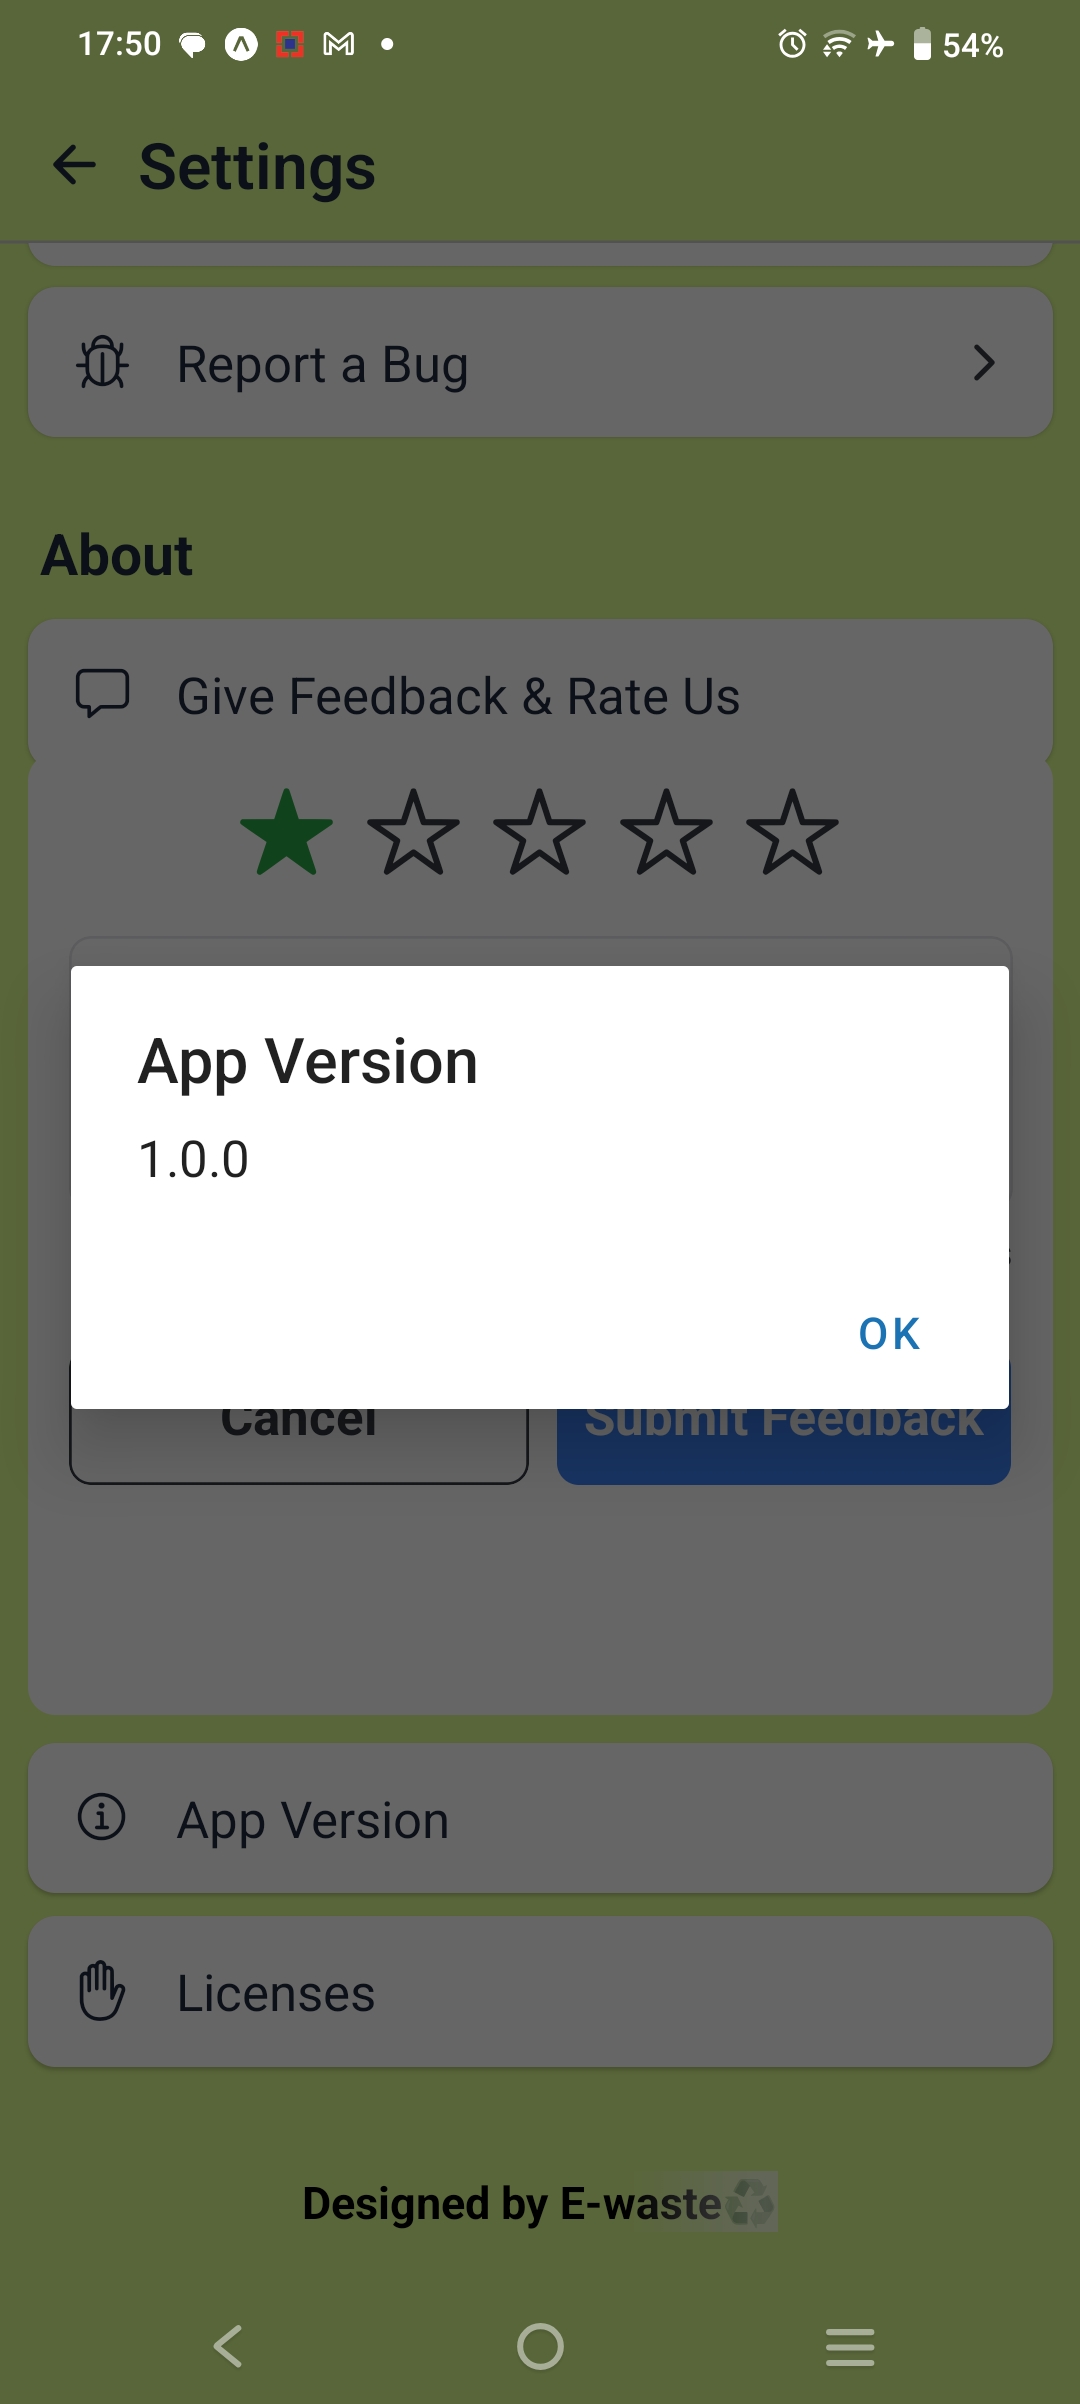 17:50
54%
Settings
Report a Bug
About
Give Feedback & Rate Us
App Version
1.0.0
OK
Cancel
Submit Feedback
App Version
Licenses
Designed by E-waste♻️